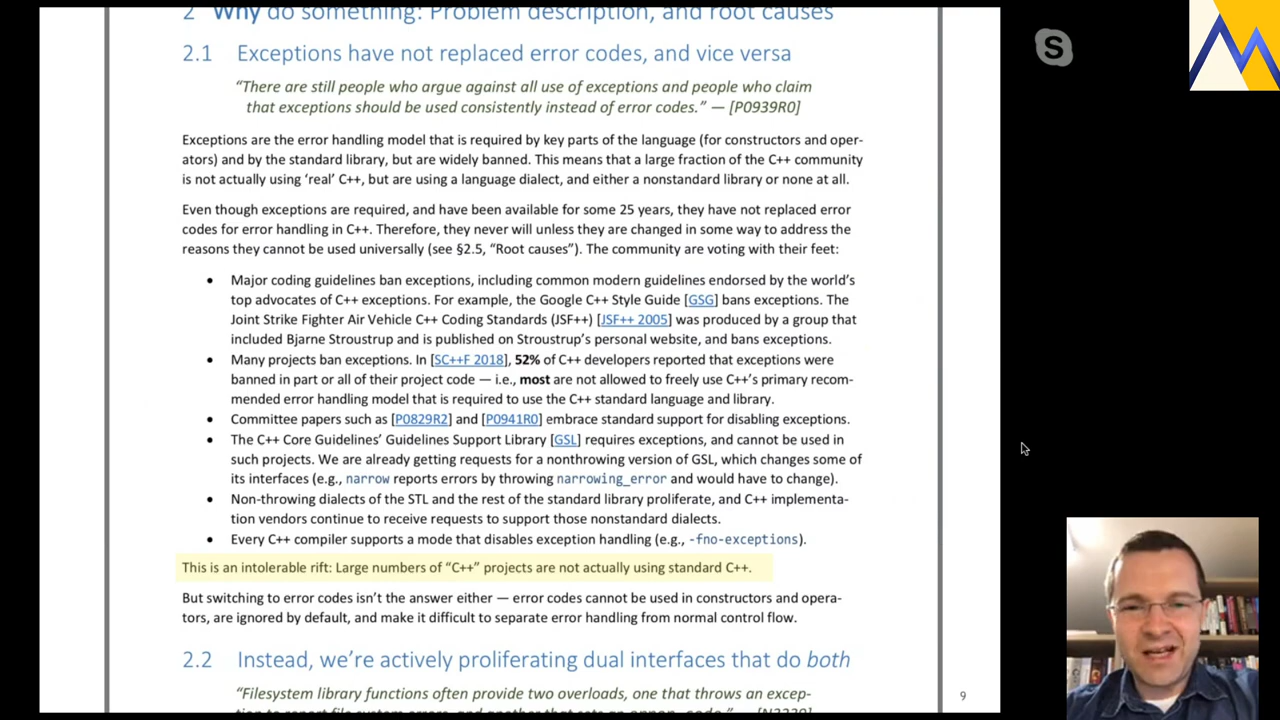 2 Why do something: Problem description, and root causes
2.1 Exceptions have not replaced error codes, and vice versa
“There are still people who argue against all use of exceptions and people who claim
that exceptions should be used consistently instead of error codes.” — [P0939R0]
Exceptions are the error handling model that is required by key parts of the language (for constructors and oper-
ators) and by the standard library, but are widely banned. This means that a large fraction of the C++ community
is not actually using ‘real’ C++, but are using a language dialect, and either a nonstandard library or none at all.
Even though exceptions are required, and have been available for some 25 years, they have not replaced error
codes for error handling in C++. Therefore, they never will unless they are changed in some way to address the
reasons they cannot be used universally (see §2.5, “Root causes”). The community are voting with their feet:
• Major coding guidelines ban exceptions, including common modern guidelines endorsed by the world’s
top advocates of C++ exceptions. For example, the Google C++ Style Guide [GSG] bans exceptions. The
Joint Strike Fighter Air Vehicle C++ Coding Standards (JSF++) [JSF++ 2005] was produced by a group that
included Bjarne Stroustrup and is published on Stroustrup’s personal website, and bans exceptions.
• Many projects ban exceptions. In [SC++F 2018], 52% of C++ developers reported that exceptions were
banned in part or all of their project code — i.e., most are not allowed to freely use C++’s primary recom-
mended error handling model that is required to use the C++ standard language and library.
• Committee papers such as [P0829R2] and [P0941R0] embrace standard support for disabling exceptions.
• The C++ Core Guidelines’ Guidelines Support Library [GSL] requires exceptions, and cannot be used in
such projects. We are already getting requests for a nonthrowing version of GSL, which changes some of
its interfaces (e.g., narrow reports errors by throwing narrowing_error and would have to change).
• Non-throwing dialects of the STL and the rest of the standard library proliferate, and C++ implementa-
tion vendors continue to receive requests to support those nonstandard dialects.
• Every C++ compiler supports a mode that disables exception handling (e.g., -fno-exceptions).
This is an intolerable rift: Large numbers of “C++” projects are not actually using standard C++.
But switching to error codes isn’t the answer either — error codes cannot be used in constructors and opera-
tors, are ignored by default, and make it difficult to separate error handling from normal control flow.
2.2 Instead, we’re actively proliferating dual interfaces that do both
“Filesystem library functions often provide two overloads, one that throws an excep-
9